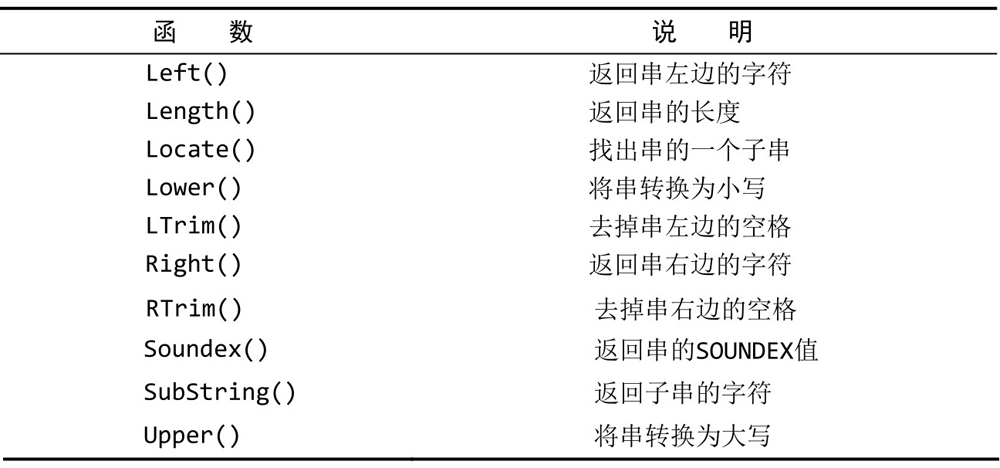 函 数 说 明
Left() 返回串左边的字符
Length() 返回串的长度
Locate() 找出串的一个子串
Lower() 将串转换为小写
LTrim() 去掉串左边的空格
Right() 返回串右边的字符
RTrim() 去掉串右边的空格
Soundex() 返回串的SOUNDEX值
SubString() 返回子串的字符
Upper() 将串转换为大写